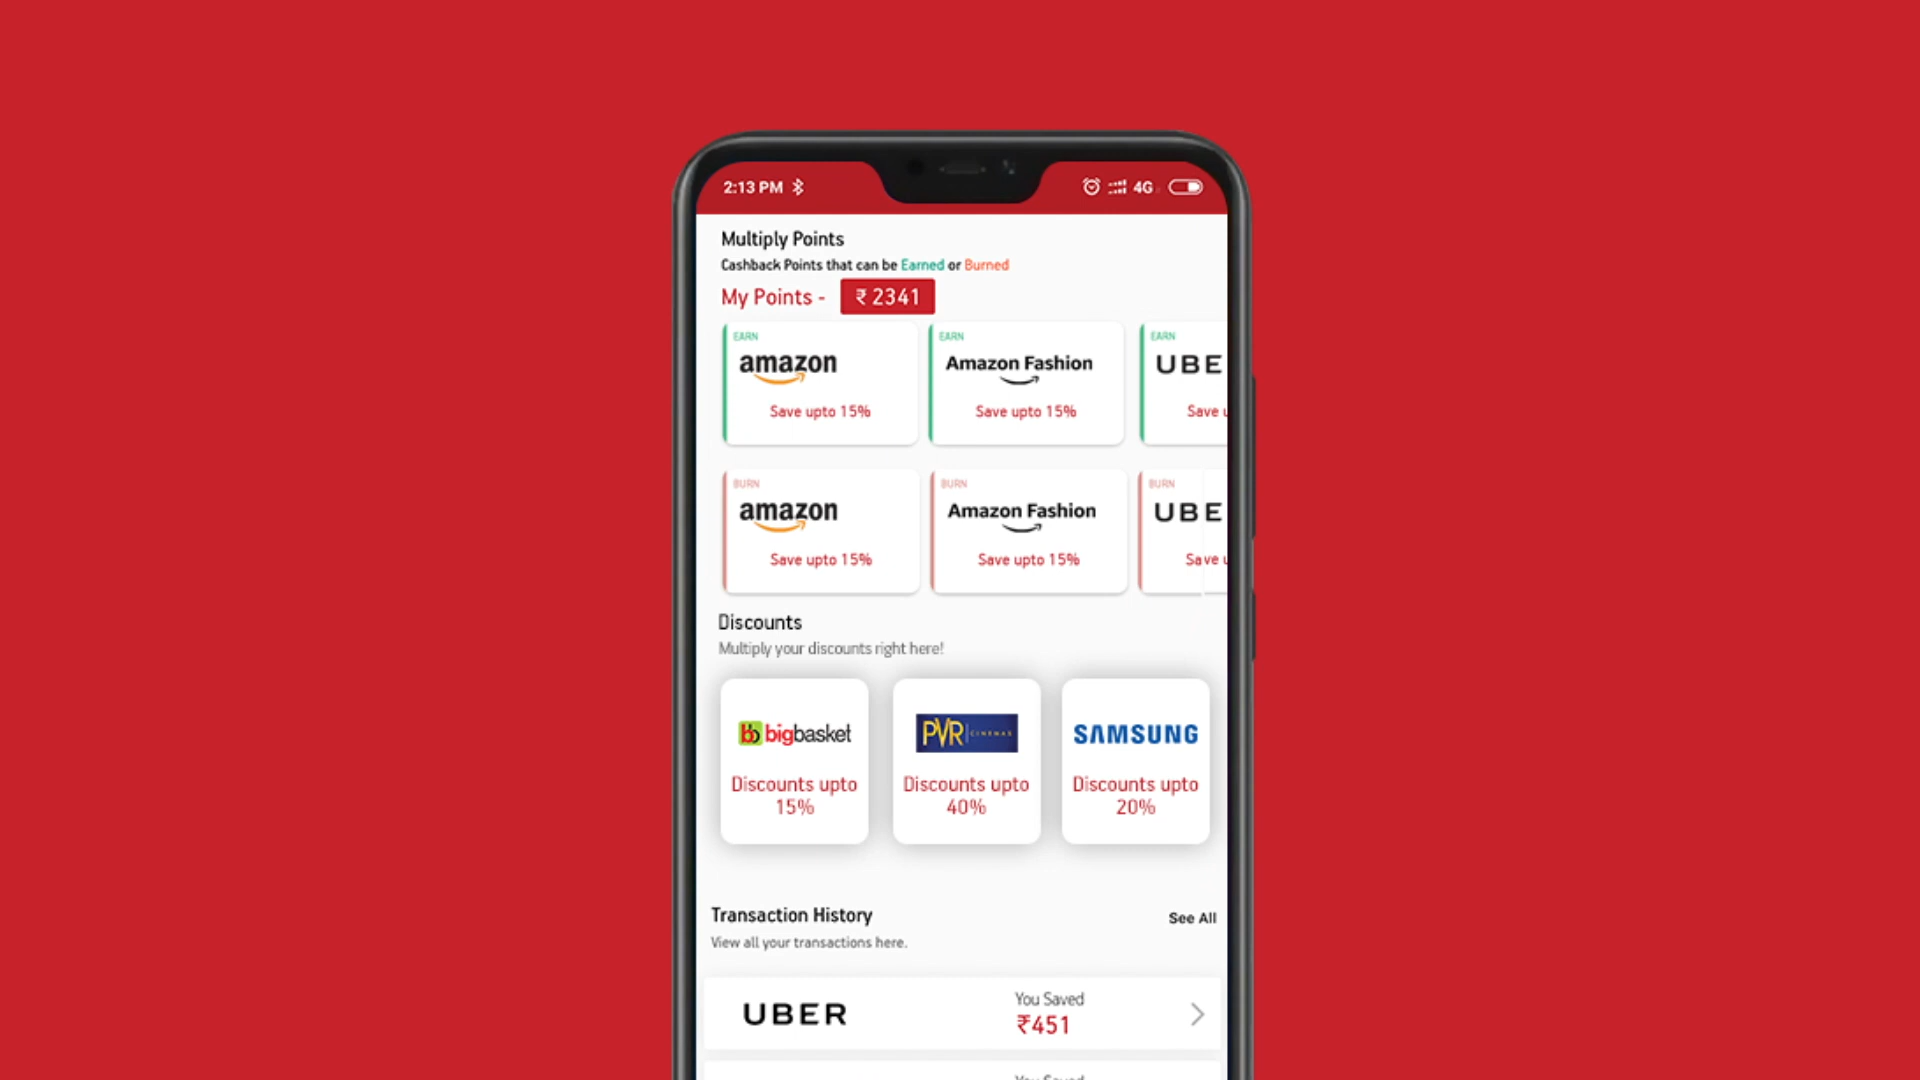 2:13 PM 4G
Multiply Points
Cashback Points that can be Earned or Burned
My Points - ₹ 2341
EARN EARN EARN
amazon Amazon Fashion UBE
Save upto 15% Save upto 15% Save u
BURN BURN BURN
amazon Amazon Fashion UBE
Save upto 15% Save upto 15% Save u
Discounts
Multiply your discounts right here!
bb bigbasket PVR CINEMAS SAMSUNG
Discounts upto Discounts upto Discounts upto
15% 40% 20%
Transaction History See All
View all your transactions here.
You Saved
UBER ₹451
You Saved